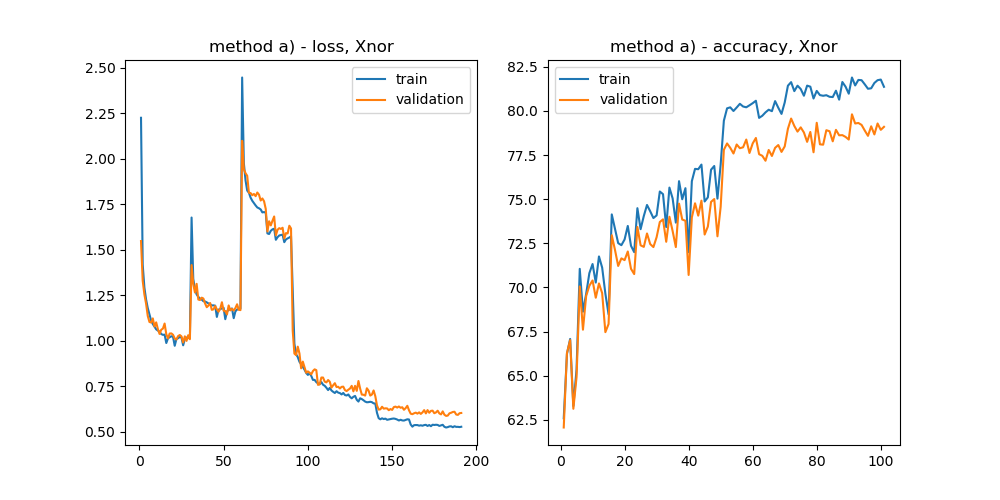 method a) - loss, Xnor
train
validation
2.50
2.25
2.00
1.75
1.50
1.25
1.00
0.75
0.50
0 50 100 150 200
method a) - accuracy, Xnor
train
validation
82.5
80.0
77.5
75.0
72.5
70.0
67.5
65.0
62.5
0 20 40 60 80 100